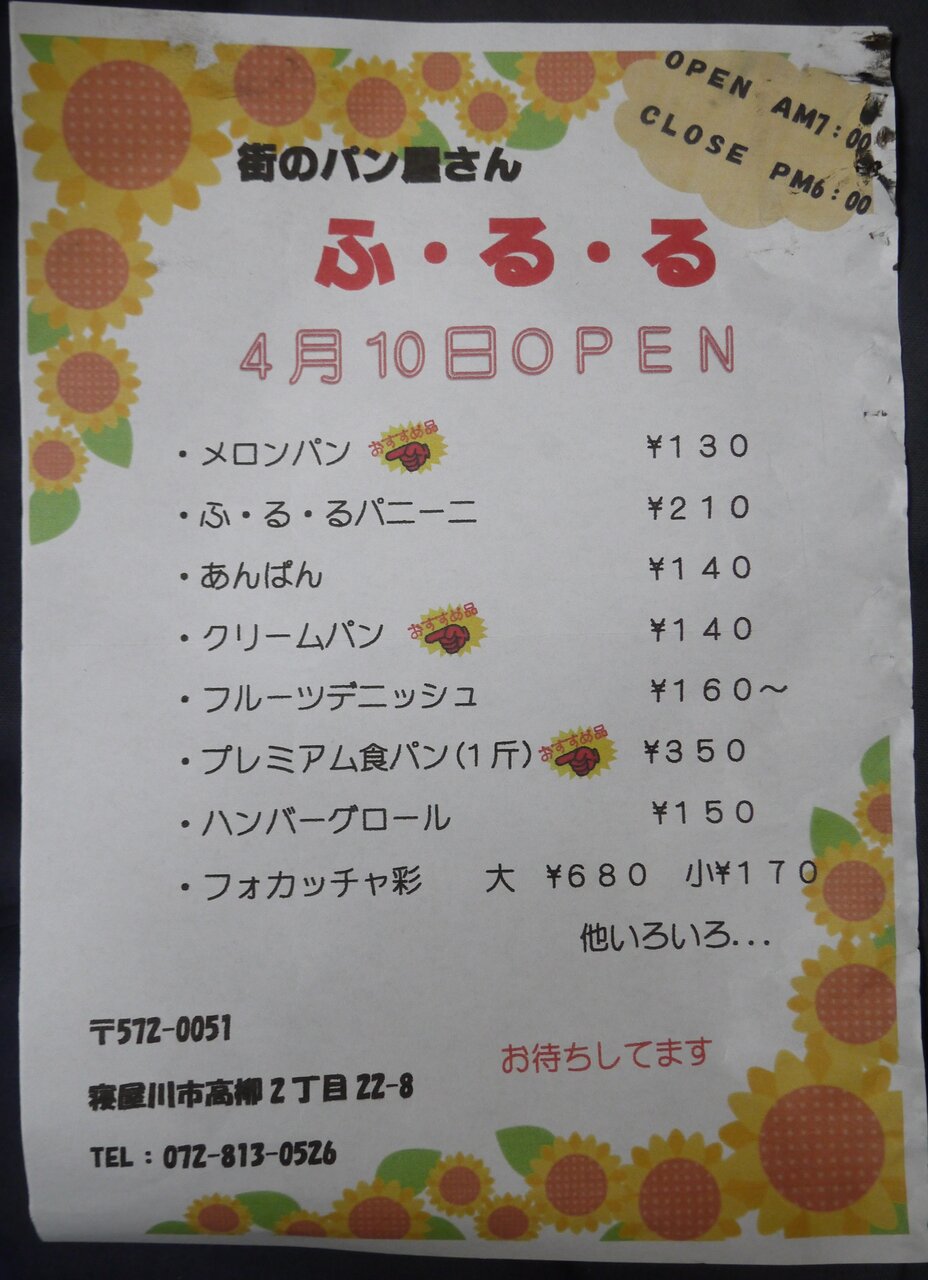 OPEN AM7:00
CLOSE PM6:00
街のパン屋さん
ふ・る・る
4月10日OPEN
・メロンパン おすすめ品 ¥130
・ふ・る・るパニーニ ¥210
・あんぱん ¥140
・クリームパン おすすめ品 ¥140
・フルーツデニッシュ ¥160～
・プレミアム食パン(1斤) おすすめ品 ¥350
・ハンバーグロール ¥150
・フォカッチャ彩 大 ¥680 小¥170
他いろいろ...
〒572-0051
お待ちしてます
寝屋川市高柳2丁目22-8
TEL：072-813-0526